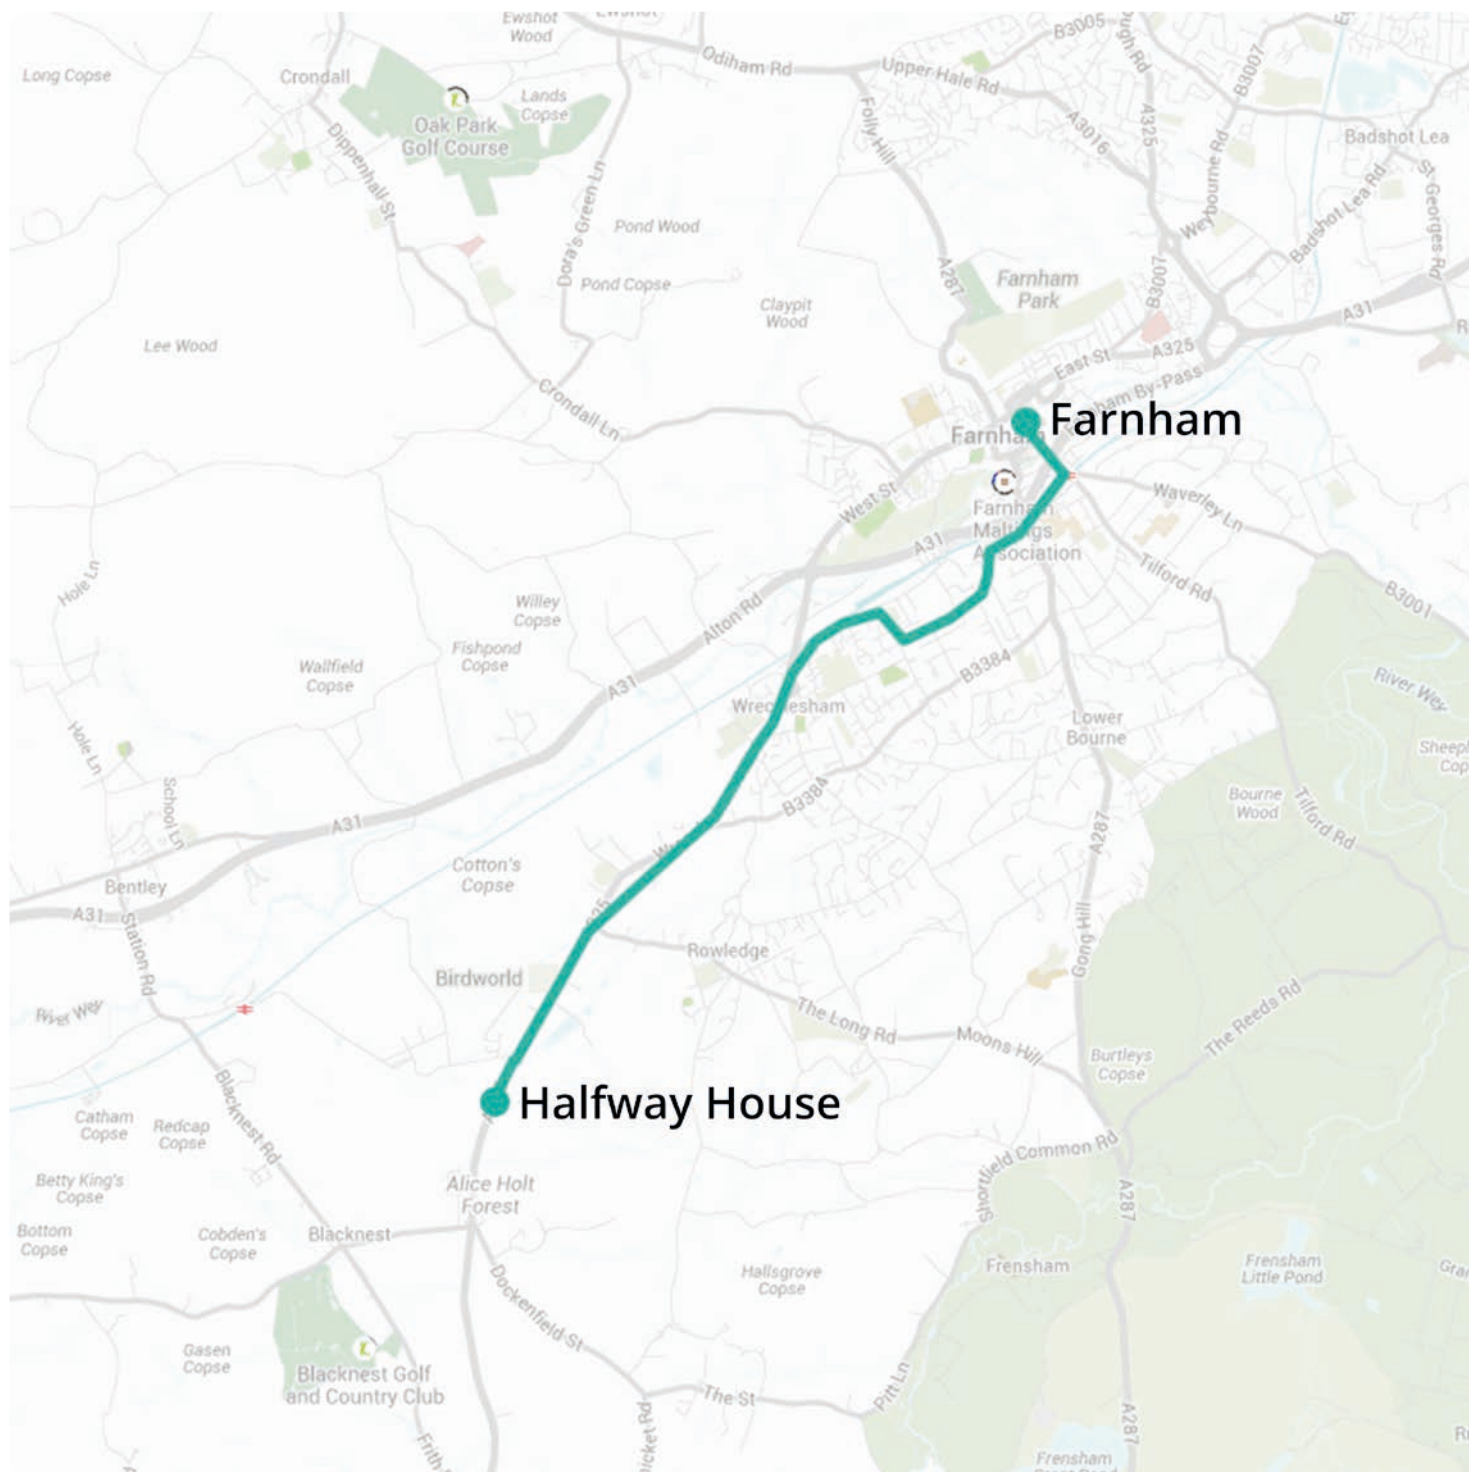 Ewshot
Wood
Long Copse
Crondall
Oak Park
Golf Course
Lands
Copse
Odiham Rd
Upper Hale Rd
B3005
B3007
A3016
A325
Folly Hill
Badshot Lea
Weybourne Rd
Badshot Lea Rd
St Georges Rd
Dippenhall St
Dora's Green Ln
Pond Wood
Pond Copse
Claypit
Wood
A287
Farnham
Park
B3007
A31
Lee Wood
East St
A325
Crondall Ln
Farnham
Farnham
West St
Waverley Ln
Farnham
Maltings
Association
A31
Tilford Rd
B3001
Hole Ln
Willey
Copse
Alton Rd
Fishpond
Copse
Wallfield
Copse
A31
B3384
River Wey
Wrecclesham
Lower
Bourne
Hole Ln
School Ln
B3384
Bourne
Wood
Tilford Rd
A31
A287
Cotton's
Copse
Bentley
A31
Station Rd
Gong Hill
Rowledge
Birdworld
River Wey
The Long Rd
Moons Hill
The Reeds Rd
Burtleys
Copse
Halfway House
Catham
Copse
Redcap
Copse
Blacknest Rd
Shortfield Common Rd
Betty King's
Copse
Alice Holt
Forest
A287
Bottom
Copse
Cobden's
Copse
Blacknest
Frensham
Frensham
Little Pond
Hallsgrove
Copse
Dockenfield St
Gasen
Copse
Blacknest Golf
and Country Club
The St
Pitt Ln
A287
Frensham